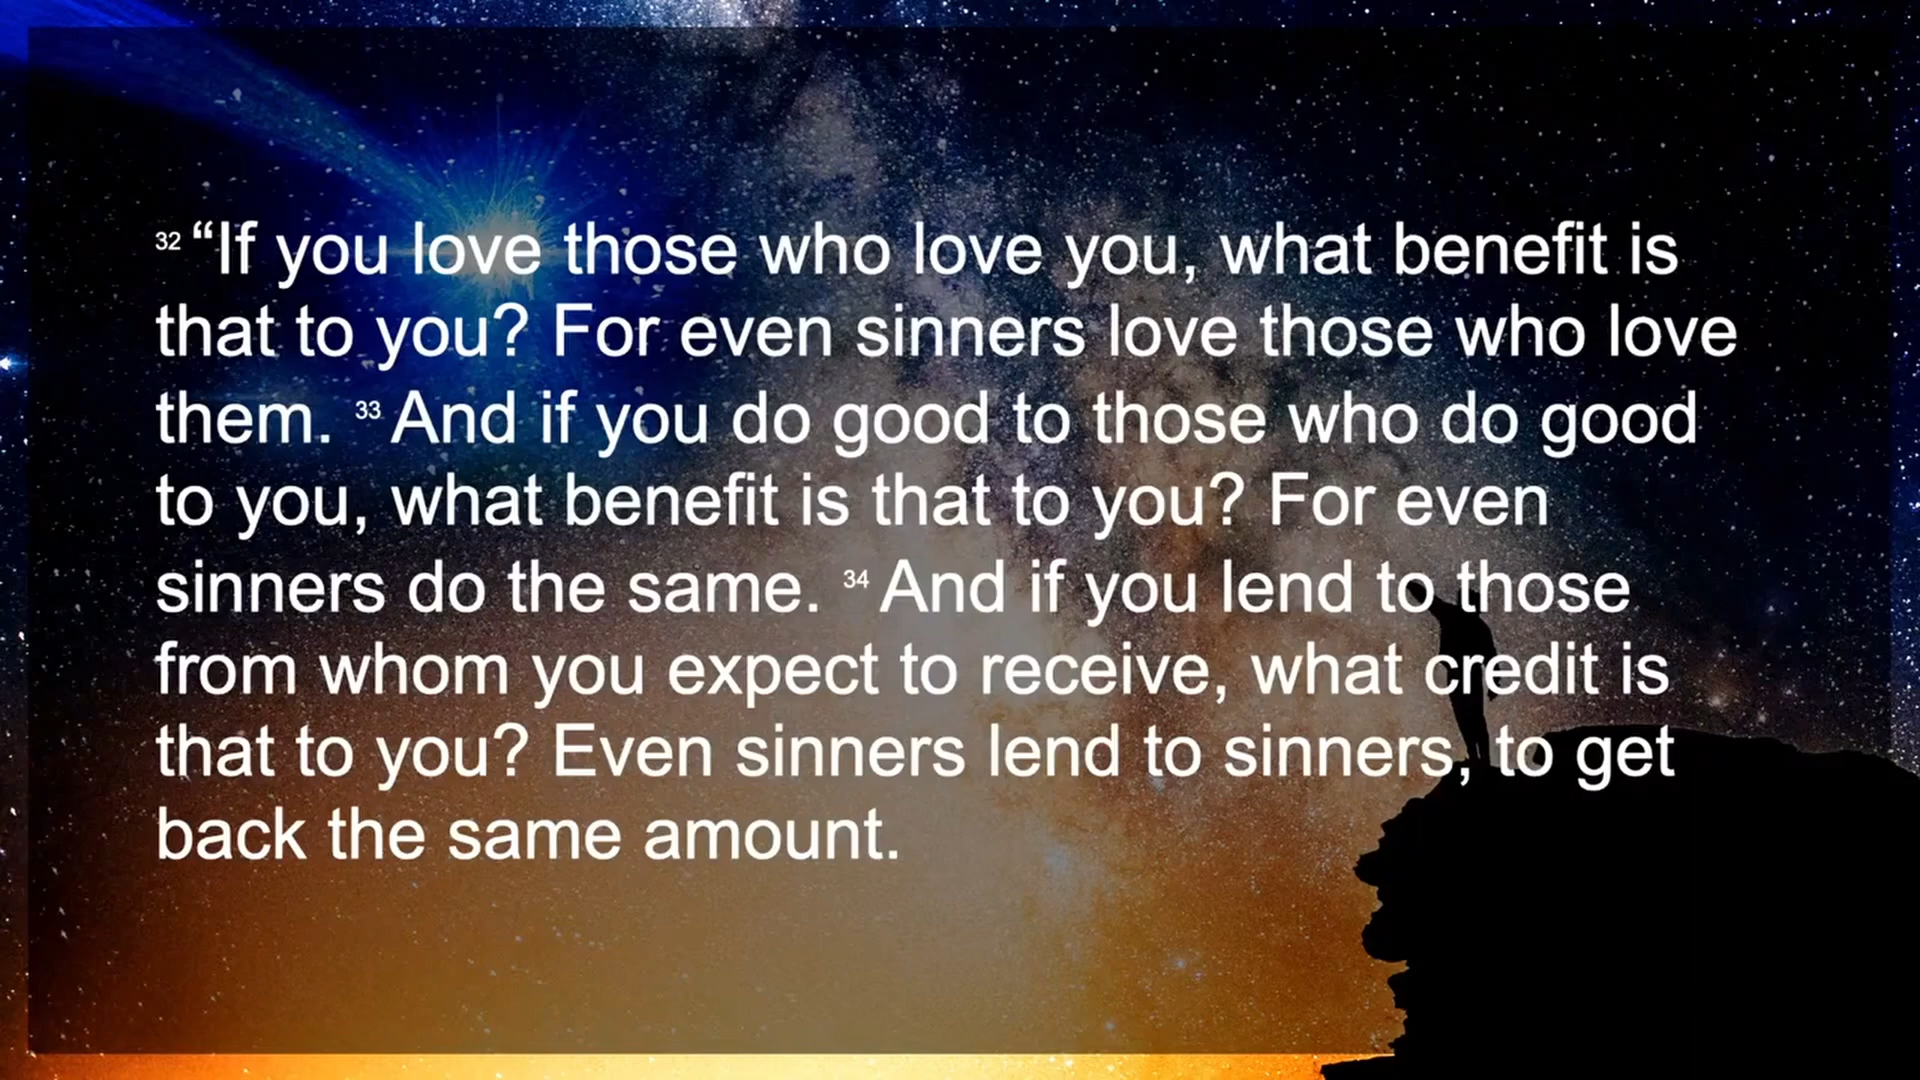 32 “If you love those who love you, what benefit is
that to you? For even sinners love those who love
them. 33 And if you do good to those who do good
to you, what benefit is that to you? For even
sinners do the same. 34 And if you lend to those
from whom you expect to receive, what credit is
that to you? Even sinners lend to sinners, to get
back the same amount.